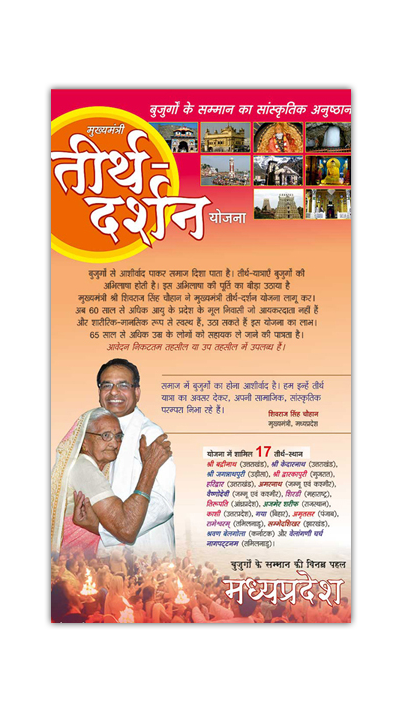 बुजुर्गों के सम्मान का सांस्कृतिक अनुष्ठान
मुख्यमंत्री
तीर्थ-
दर्शन योजना
बुजुर्गों से आशीर्वाद पाकर समाज दिशा पाता है। तीर्थ-यात्राएँ बुजुर्गों की
अभिलाषा होती है। इस अभिलाषा की पूर्ति का बीड़ा उठाया है
मुख्यमंत्री श्री शिवराज सिंह चौहान ने मुख्यमंत्री तीर्थ-दर्शन योजना लागू कर।
अब 60 साल से अधिक आयु के प्रदेश के मूल निवासी जो आयकरदाता नहीं हैं
और शारीरिक-मानसिक रूप से स्वस्थ हैं, उठा सकते हैं इस योजना का लाभ।
65 साल से अधिक उम्र के लोगों को सहायक ले जाने की पात्रता है।
आवेदन निकटतम तहसील या उप तहसील में उपलब्ध है।
समाज में बुजुर्गों का होना आशीर्वाद है। हम इन्हें तीर्थ
यात्रा का अवसर देकर, अपनी सामाजिक, सांस्कृतिक
परम्परा निभा रहे हैं।
शिवराज सिंह चौहान
मुख्यमंत्री, मध्यप्रदेश
योजना में शामिल 17 तीर्थ-स्थान
श्री बद्रीनाथ (उत्तराखंड), श्री केदारनाथ (उत्तराखंड),
श्री जगन्नाथपुरी (उड़ीसा), श्री द्वारकापुरी (गुजरात),
हरिद्वार (उत्तराखंड), अमरनाथ (जम्मू एवं कश्मीर),
वैष्णोदेवी (जम्मू एवं कश्मीर), शिरडी (महाराष्ट्र),
तिरूपति (आंध्रप्रदेश), अजमेर शरीफ (राजस्थान),
काशी (उत्तरप्रदेश), गया (बिहार), अमृतसर (पंजाब),
रामेश्वरम् (तमिलनाडु), सम्मेदशिखर (झारखंड),
श्रवण बेलगोला (कर्नाटक) और वेलांगणी चर्च
नागपट्टनम (तमिलनाडु)।
बुजुर्गों के सम्मान की विनम्र पहल
मध्यप्रदेश